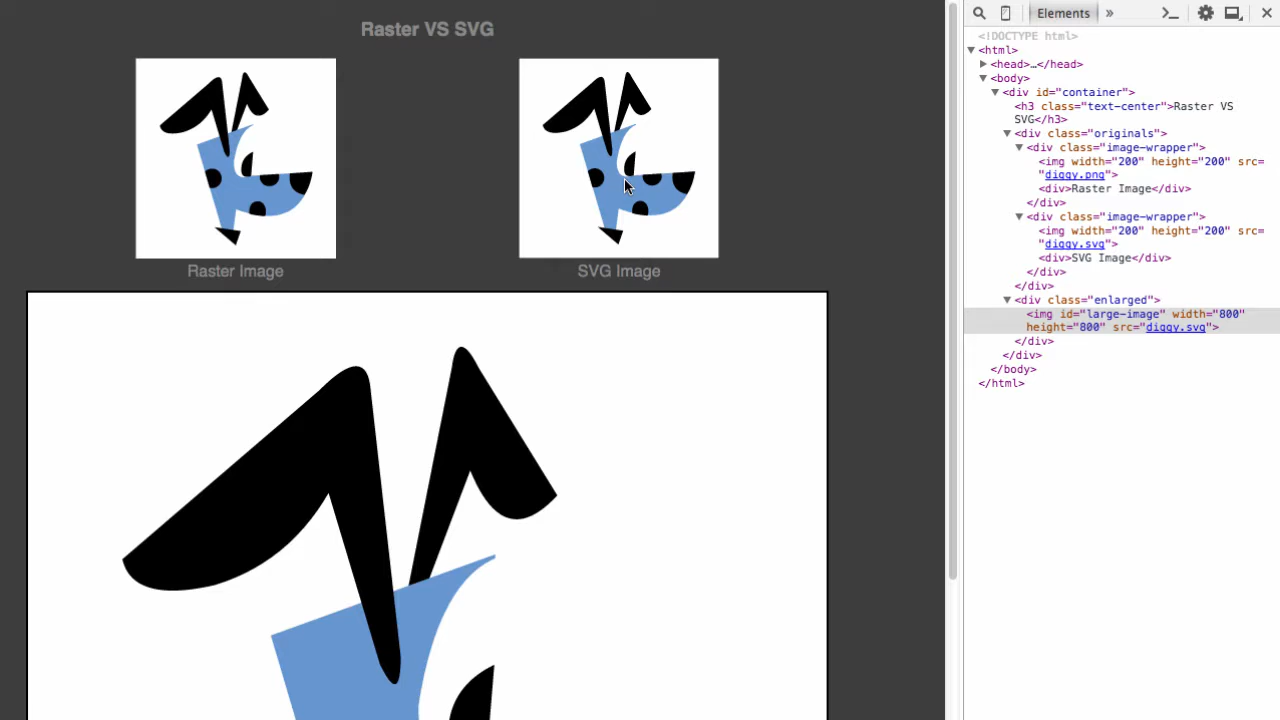 Raster VS SVG
Raster Image
SVG Image
Elements »
<!DOCTYPE html>
<html>
<head>…</head>
<body>
<div id="container">
<h3 class="text-center">Raster VS
SVG</h3>
<div class="originals">
<div class="image-wrapper">
<img width="200" height="200" src=
"diggy.png">
<div>Raster Image</div>
</div>
<div class="image-wrapper">
<img width="200" height="200" src=
"diggy.svg">
<div>SVG Image</div>
</div>
</div>
<div class="enlarged">
<img id="large-image" width="800"
height="800" src="diggy.svg">
</div>
</div>
</body>
</html>